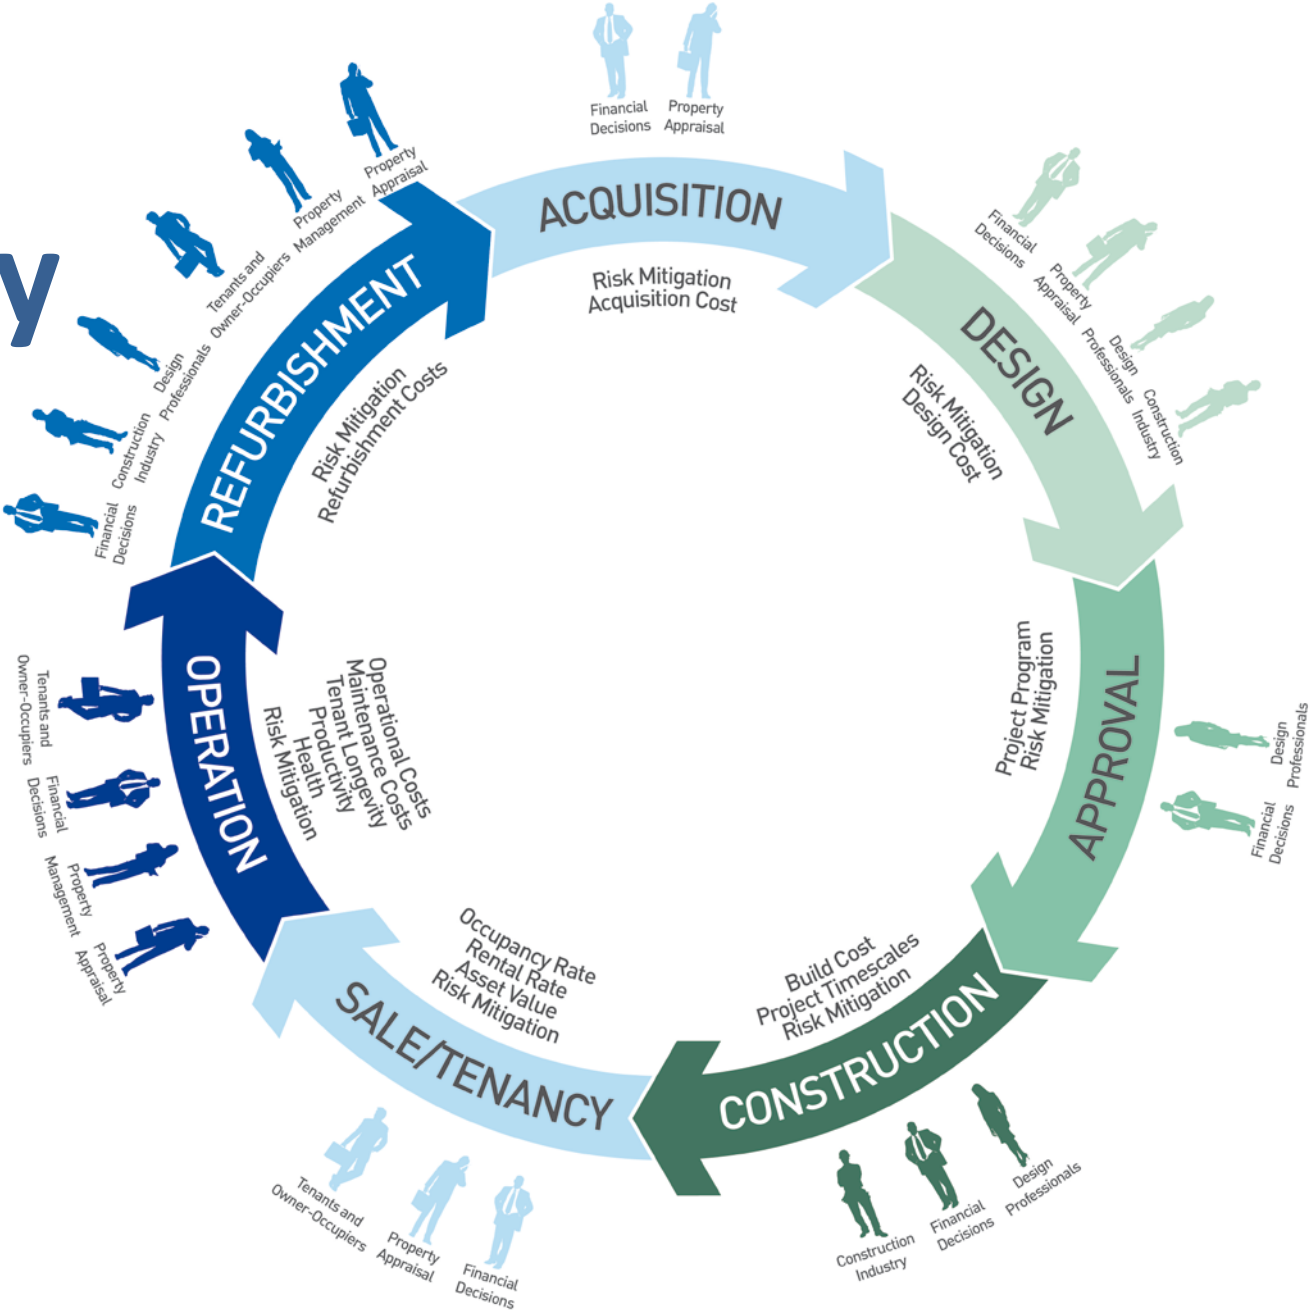 y
Financial
Decisions
Property
Appraisal
ACQUISITION
Risk Mitigation
Acquisition Cost
Financial
Decisions
Property
Appraisal
Design
Professionals
Construction
Industry
DESIGN
Risk Mitigation
Design Cost
APPROVAL
Project Program
Risk Mitigation
Design
Professionals
Financial
Decisions
CONSTRUCTION
Build Cost
Project Timescales
Risk Mitigation
Design
Professionals
Financial
Decisions
Construction
Industry
SALE/TENANCY
Occupancy Rate
Rental Rate
Asset Value
Risk Mitigation
Financial
Decisions
Property
Appraisal
Tenants and
Owner-Occupiers
OPERATION
Operational Costs
Maintenance Costs
Tenant Longevity
Productivity
Health
Risk Mitigation
Property
Appraisal
Property
Management
Financial
Decisions
Tenants and
Owner-Occupiers
REFURBISHMENT
Risk Mitigation
Refurbishment Costs
Financial
Decisions
Construction
Industry
Design
Professionals
Tenants and
Owner-Occupiers
Property
Management
Property
Appraisal